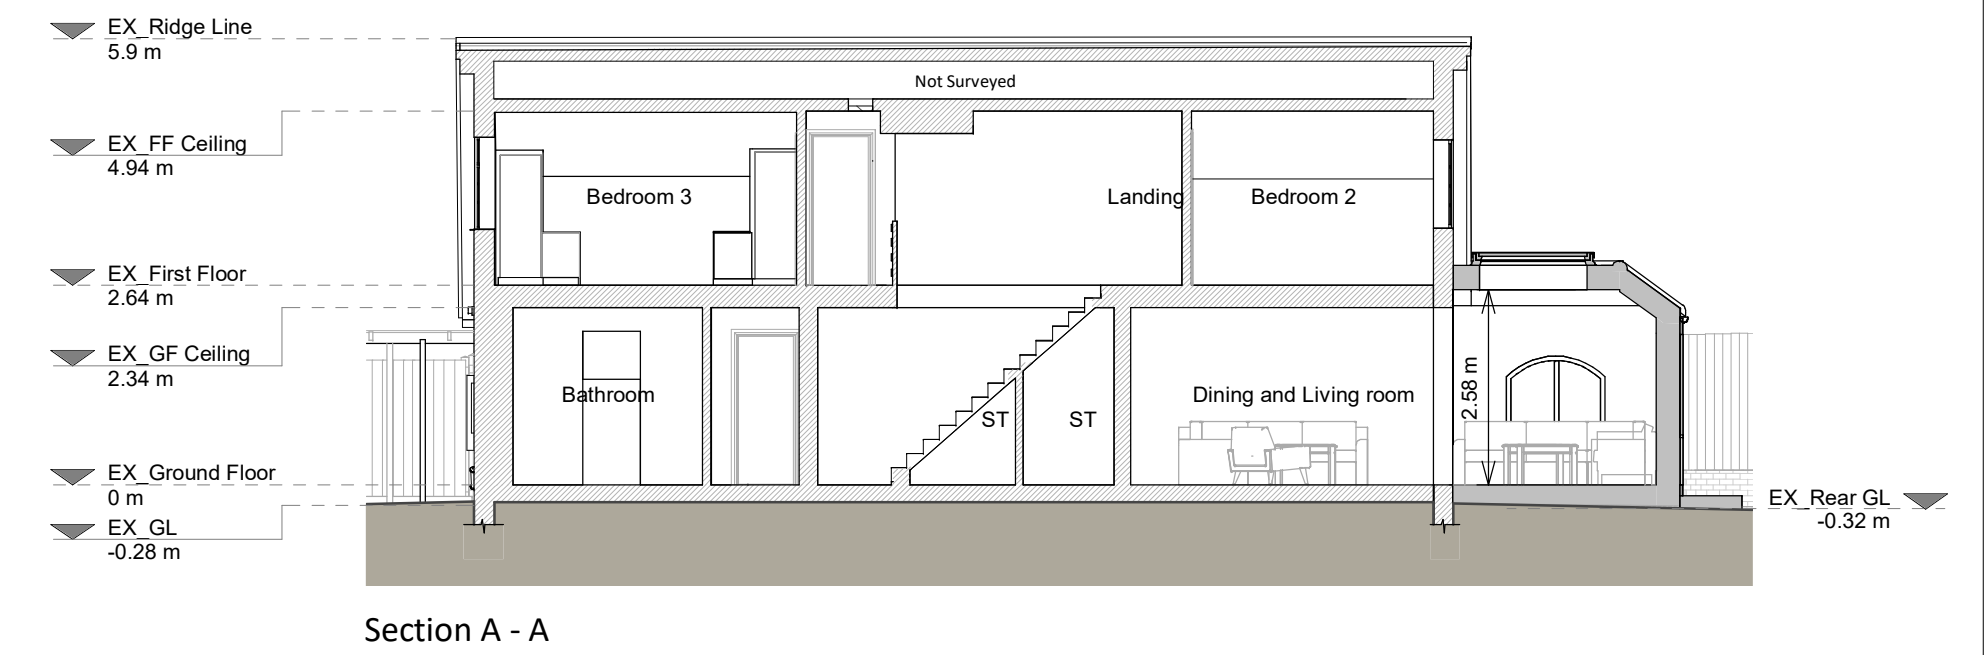 EX_Ridge Line
5.9 m
Not Surveyed
EX_FF Ceiling
4.94 m
Bedroom 3
Landing
Bedroom 2
EX_First Floor
2.64 m
EX_GF Ceiling
2.34 m
Bathroom
ST
ST
Dining and Living room
2.58 m
EX_Ground Floor
0 m
EX_GL
-0.28 m
EX_Rear GL
-0.32 m
Section A - A